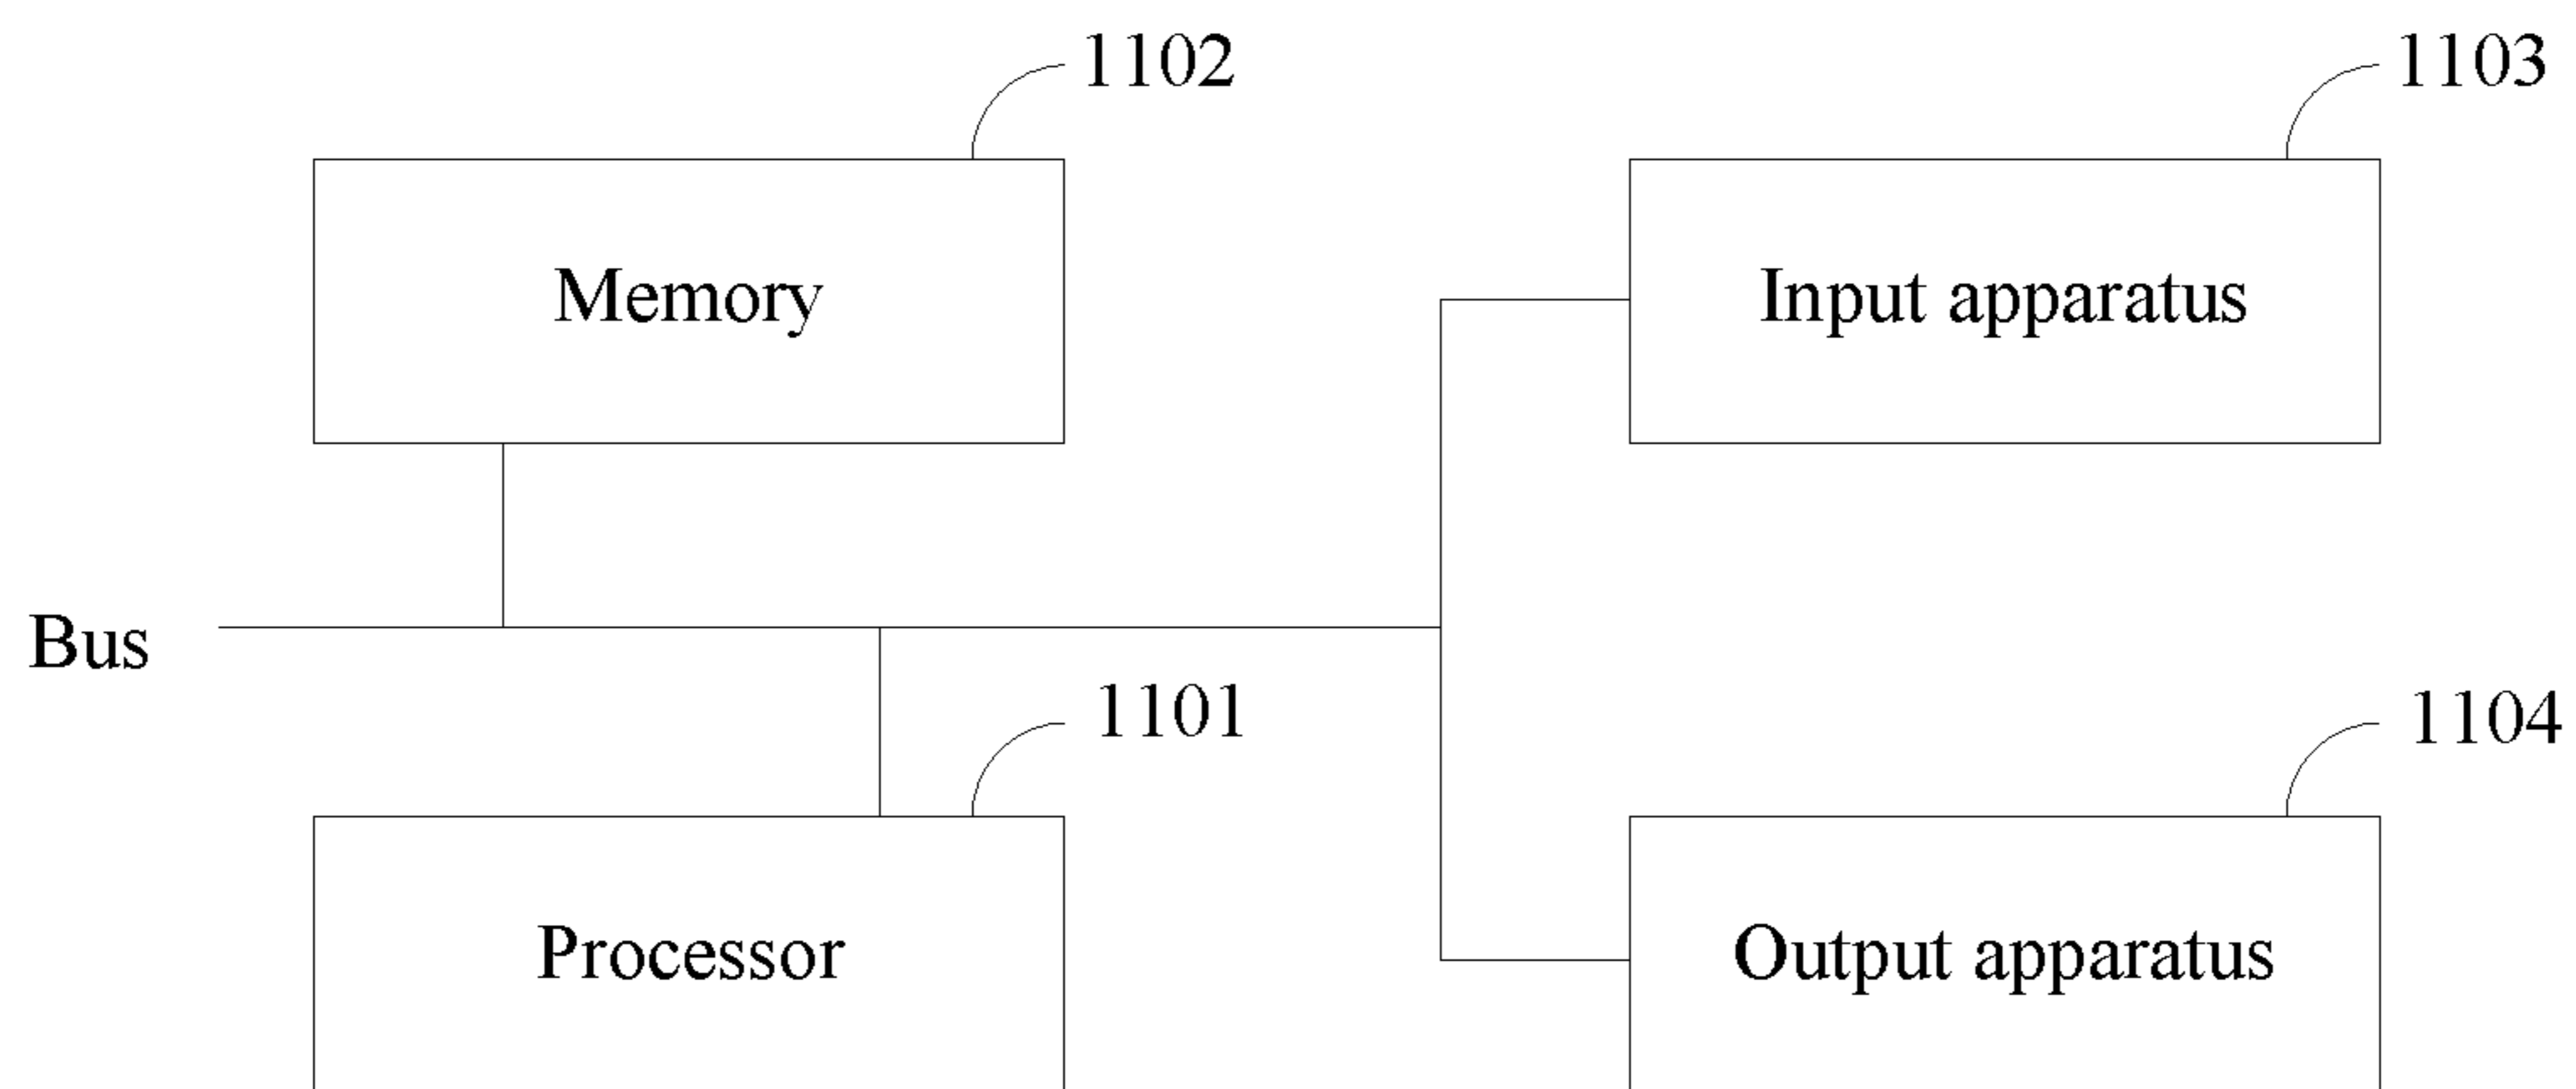 1102
1103
Memory
Input apparatus
Bus
1101
1104
Processor
Output apparatus